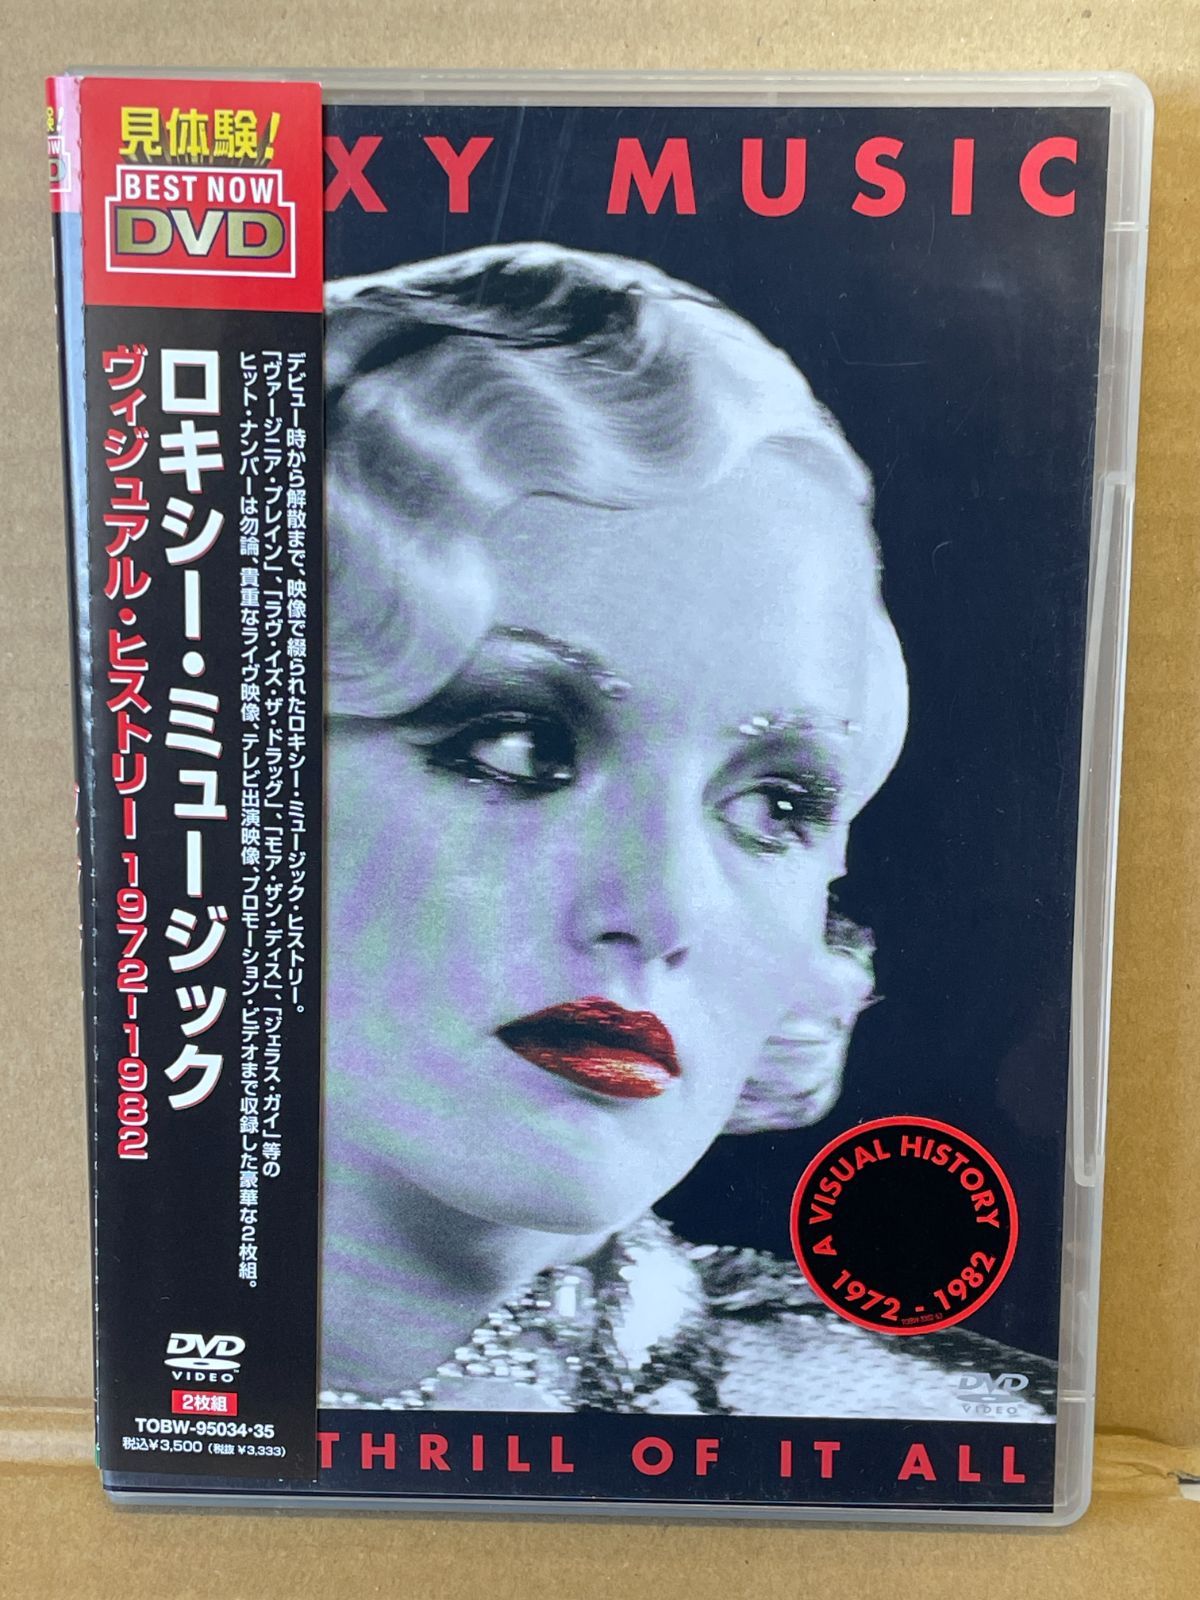 見体験!
BEST NOW
DVD
ロキシー・ミュージック
ヴィジュアル・ヒストリー 1972-1982
デビュー時から解散まで、映像で綴られたロキシー・ミュージック・ヒストリー。
「ヴァージニア・プレイン」、「ラヴ・イズ・ザ・ドラッグ」、「モア・ザン・ディス」、「ジェラス・ガイ」等の
ヒット・ナンバーは勿論、貴重なライヴ映像、テレビ出演映像、プロモーション・ビデオまで収録した豪華な2枚組。
DVD
VIDEO™
2枚組
TOBW-95034・35
税込¥3,500（税抜 ¥3,333）
XY MUSIC
A VISUAL HISTORY
1972 - 1982
DVD
VIDEO
THRILL OF IT ALL